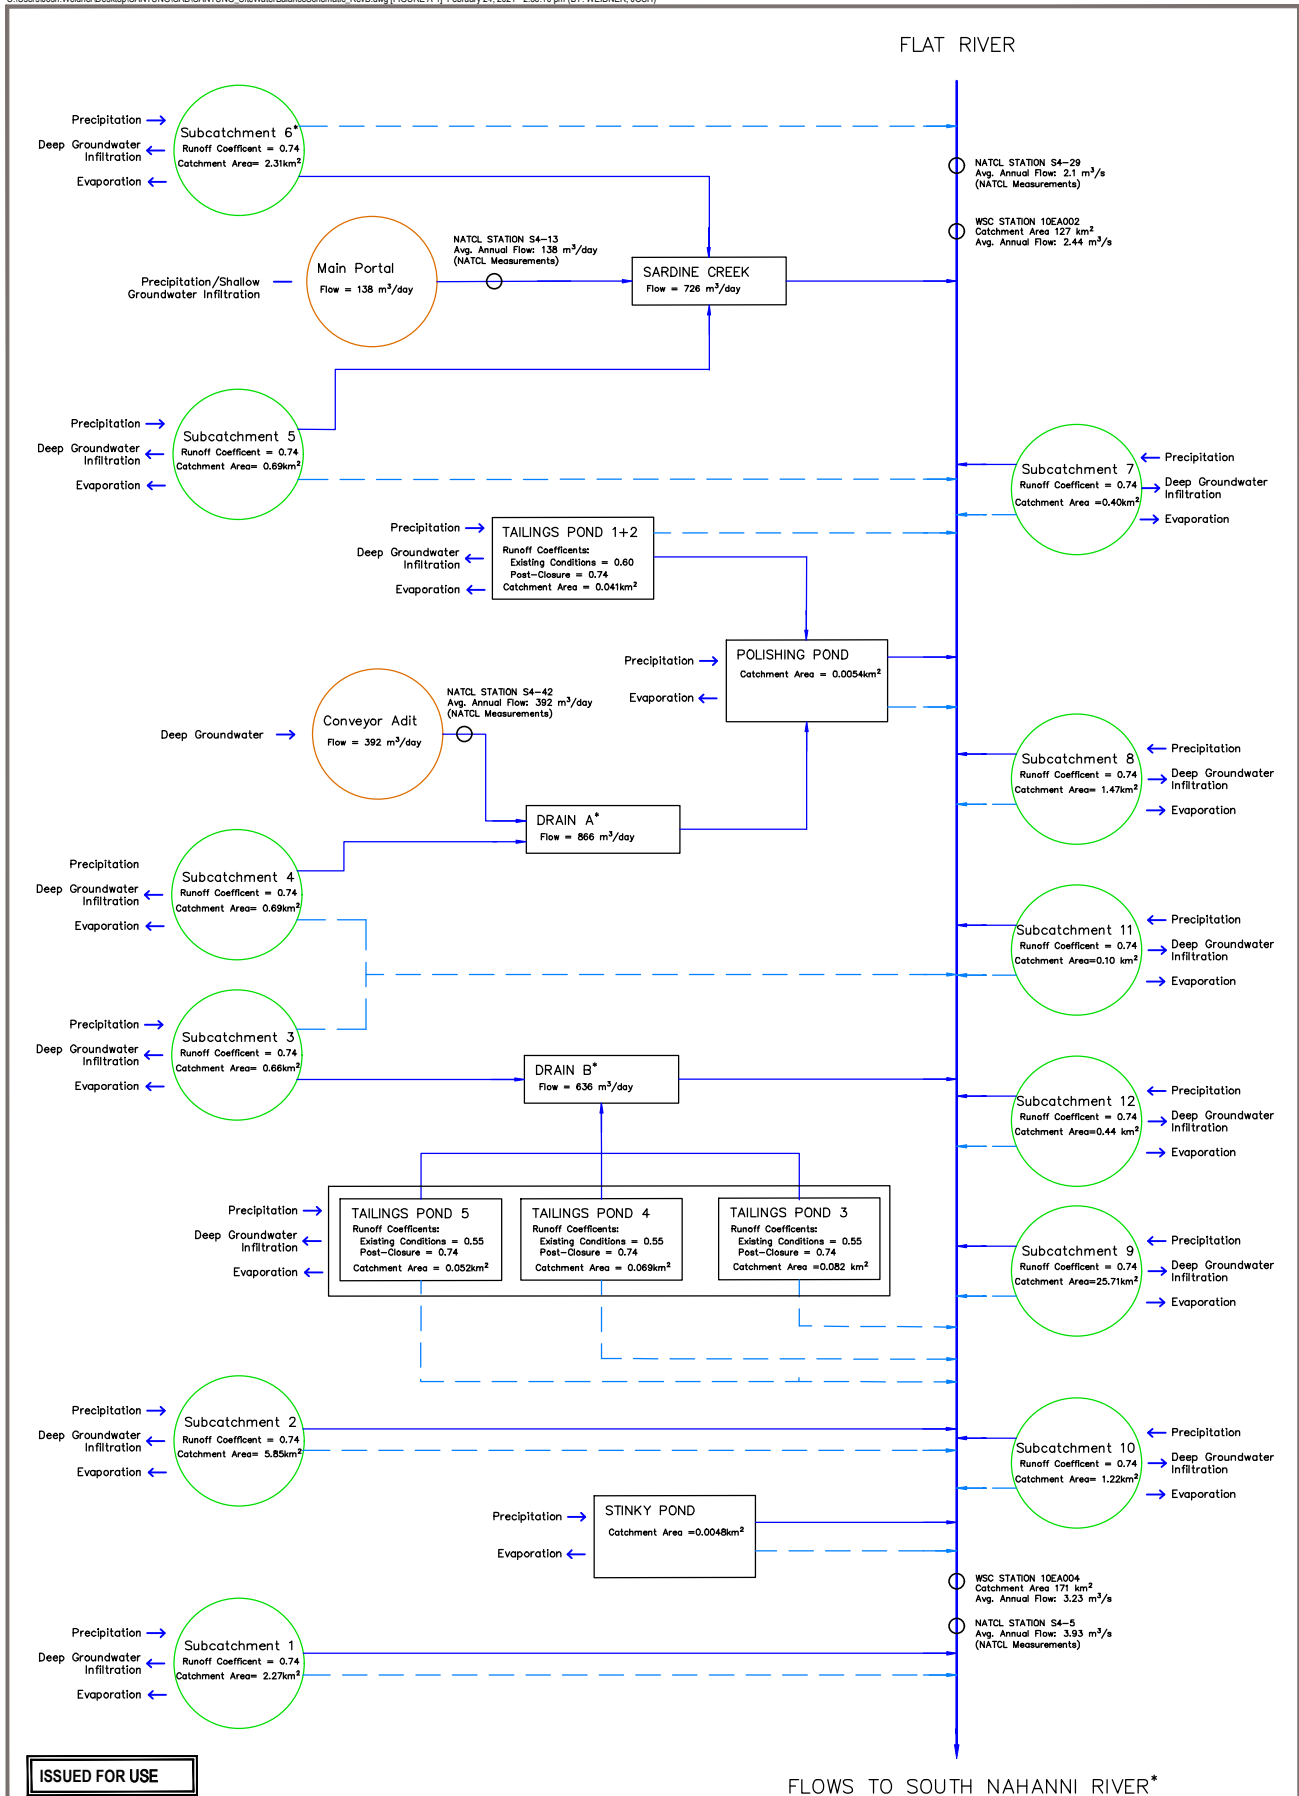 FLAT RIVER
Precipitation
Deep Groundwater
Infiltration
Evaporation
Subcatchment 6*
Runoff Coefficent = 0.74
Catchment Area= 2.31km²
NATCL STATION S4-29
Avg. Annual Flow: 2.1 m³/s
(NATCL Measurements)
WSC STATION 10EA002
Catchment Area 127 km²
Avg. Annual Flow: 2.44 m³/s
Precipitation/Shallow
Groundwater Infiltration
Main Portal
Flow = 138 m³/day
NATCL STATION S4-13
Avg. Annual Flow: 138 m³/day
(NATCL Measurements)
SARDINE CREEK
Flow = 726 m³/day
Precipitation
Deep Groundwater
Infiltration
Evaporation
Subcatchment 5
Runoff Coefficent = 0.74
Catchment Area= 0.69km²
Subcatchment 7
Runoff Coefficent = 0.74
Catchment Area =0.40km²
Precipitation
Deep Groundwater
Infiltration
Evaporation
Precipitation
Deep Groundwater
Infiltration
Evaporation
TAILINGS POND 1+2
Runoff Coefficents:
Existing Conditions = 0.60
Post-Closure = 0.74
Catchment Area = 0.041km²
Precipitation
Evaporation
POLISHING POND
Catchment Area = 0.0054km²
Deep Groundwater
Conveyor Adit
Flow = 392 m³/day
NATCL STATION S4-42
Avg. Annual Flow: 392 m³/day
(NATCL Measurements)
Subcatchment 8
Runoff Coefficent = 0.74
Catchment Area= 1.47km²
Precipitation
Deep Groundwater
Infiltration
Evaporation
DRAIN A*
Flow = 866 m³/day
Precipitation
Deep Groundwater
Infiltration
Evaporation
Subcatchment 4
Runoff Coefficent = 0.74
Catchment Area= 0.69km²
Subcatchment 11
Runoff Coefficent = 0.74
Catchment Area=0.10 km²
Precipitation
Deep Groundwater
Infiltration
Evaporation
Precipitation
Deep Groundwater
Infiltration
Evaporation
Subcatchment 3
Runoff Coefficent = 0.74
Catchment Area= 0.66km²
DRAIN B*
Flow = 636 m³/day
Subcatchment 12
Runoff Coefficent = 0.74
Catchment Area=0.44 km²
Precipitation
Deep Groundwater
Infiltration
Evaporation
Precipitation
Deep Groundwater
Infiltration
Evaporation
TAILINGS POND 5
Runoff Coefficents:
Existing Conditions = 0.55
Post-Closure = 0.74
Catchment Area = 0.052km²
TAILINGS POND 4
Runoff Coefficents:
Existing Conditions = 0.55
Post-Closure = 0.74
Catchment Area = 0.069km²
TAILINGS POND 3
Runoff Coefficents:
Existing Conditions = 0.55
Post-Closure = 0.74
Catchment Area =0.082 km²
Subcatchment 9
Runoff Coefficent = 0.74
Catchment Area=25.71km²
Precipitation
Deep Groundwater
Infiltration
Evaporation
Precipitation
Deep Groundwater
Infiltration
Evaporation
Subcatchment 2
Runoff Coefficent = 0.74
Catchment Area= 5.85km²
Subcatchment 10
Runoff Coefficent = 0.74
Catchment Area= 1.22km²
Precipitation
Deep Groundwater
Infiltration
Evaporation
Precipitation
Evaporation
STINKY POND
Catchment Area =0.0048km²
WSC STATION 10EA004
Catchment Area 171 km²
Avg. Annual Flow: 3.23 m³/s
NATCL STATION S4-5
Avg. Annual Flow: 3.93 m³/s
(NATCL Measurements)
Precipitation
Deep Groundwater
Infiltration
Evaporation
Subcatchment 1
Runoff Coefficent = 0.74
Catchment Area= 2.27km²
ISSUED FOR USE
FLOWS TO SOUTH NAHANNI RIVER*